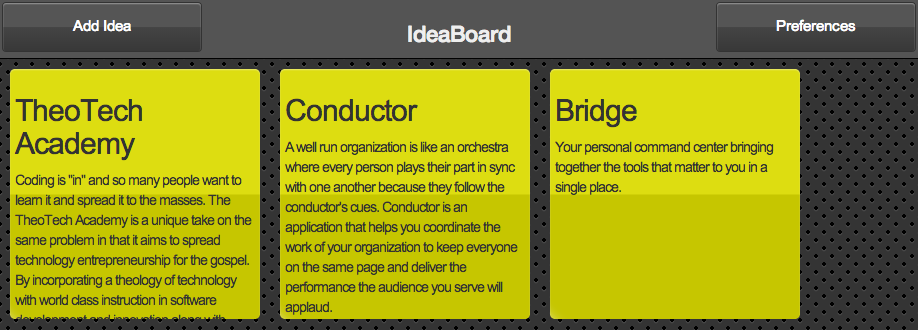 Add Idea
IdeaBoard
Preferences
TheoTech
Academy
Coding is "in" and so many people want to
learn it and spread it to the masses. The
TheoTech Academy is a unique take on the
same problem in that it aims to spread
technology entrepreneurship for the gospel.
By incorporating a theology of technology
with world class instruction in software
development and innovation along with
Conductor
A well run organization is like an orchestra
where every person plays their part in sync
with one another because they follow the
conductor's cues. Conductor is an
application that helps you coordinate the
work of your organization to keep everyone
on the same page and deliver the
performance the audience you serve will
applaud.
Bridge
Your personal command center bringing
together the tools that matter to you in a
single place.